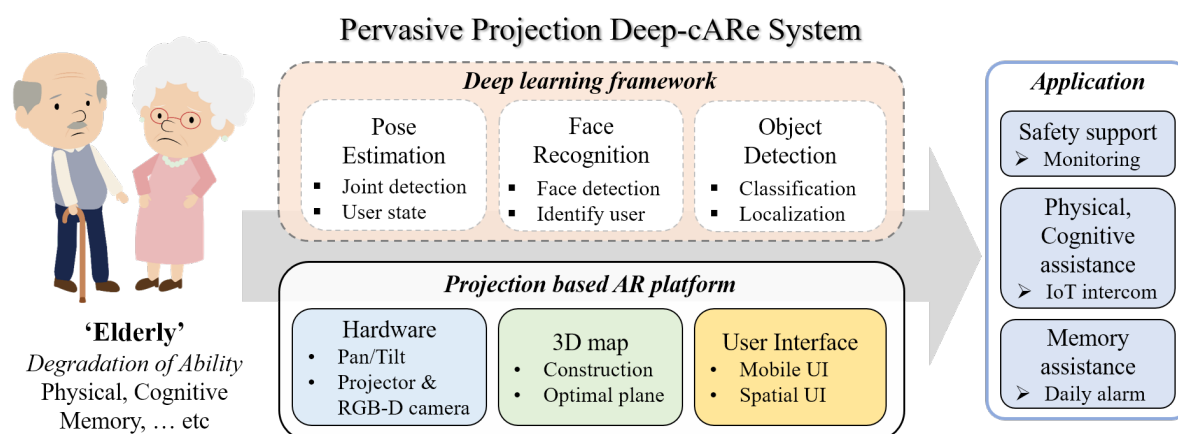 Pervasive Projection Deep-cARe System
‘Elderly’
Degradation of Ability
Physical, Cognitive
Memory, … etc
Deep learning framework
Pose
Estimation
▪ Joint detection
▪ User state
Face
Recognition
▪ Face detection
▪ Identify user
Object
Detection
▪ Classification
▪ Localization
Projection based AR platform
Hardware
• Pan/Tilt
• Projector &
RGB-D camera
3D map
• Construction
• Optimal plane
User Interface
• Mobile UI
• Spatial UI
Application
Safety support
➢ Monitoring
Physical,
Cognitive
assistance
➢ IoT intercom
Memory
assistance
➢ Daily alarm